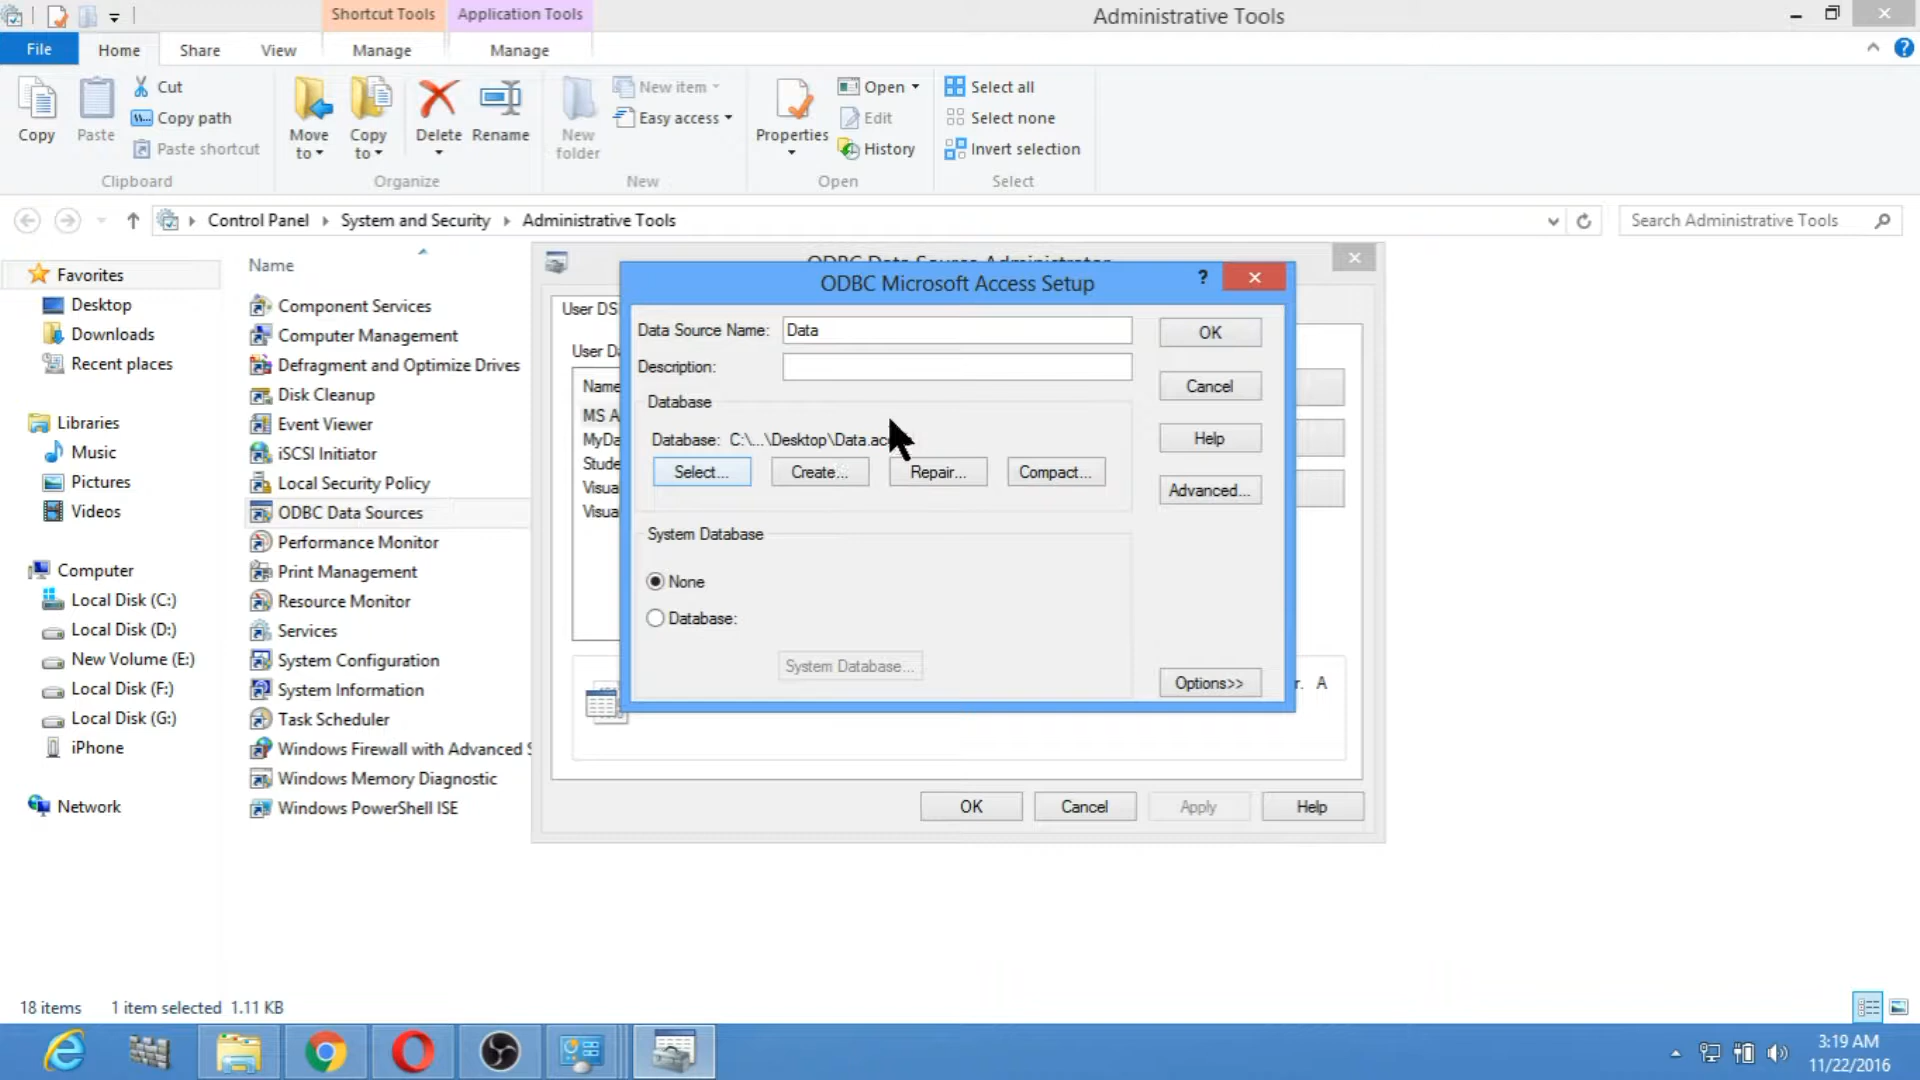 Shortcut Tools
Application Tools
Administrative Tools
File
Home
Share
View
Manage
Manage
Copy
Paste
Cut
Copy path
Paste shortcut
Clipboard
Move to
Copy to
Delete
Rename
Organize
New folder
New item
Easy access
New
Properties
Open
Edit
History
Open
Select all
Select none
Invert selection
Select
Control Panel
System and Security
Administrative Tools
Search Administrative Tools
Favorites
Desktop
Downloads
Recent places
Libraries
Music
Pictures
Videos
Computer
Local Disk (C:)
Local Disk (D:)
New Volume (E:)
Local Disk (F:)
Local Disk (G:)
iPhone
Network
Name
Component Services
Computer Management
Defragment and Optimize Drives
Disk Cleanup
Event Viewer
iSCSI Initiator
Local Security Policy
ODBC Data Sources
Performance Monitor
Print Management
Resource Monitor
Services
System Configuration
System Information
Task Scheduler
Windows Firewall with Advanced S
Windows Memory Diagnostic
Windows PowerShell ISE
ODBC Data Source Administrator
User DS
User Da
Name
MS A
MyDa
Stude
Visua
Visua
r. A
OK
Cancel
Apply
Help
ODBC Microsoft Access Setup
?
Data Source Name:
Data
Description:
Database
Database: C:\...\Desktop\Data.ac
Select...
Create...
Repair...
Compact...
System Database
None
Database:
System Database...
OK
Cancel
Help
Advanced...
Options>>
18 items
1 item selected 1.11 KB
3:19 AM
11/22/2016